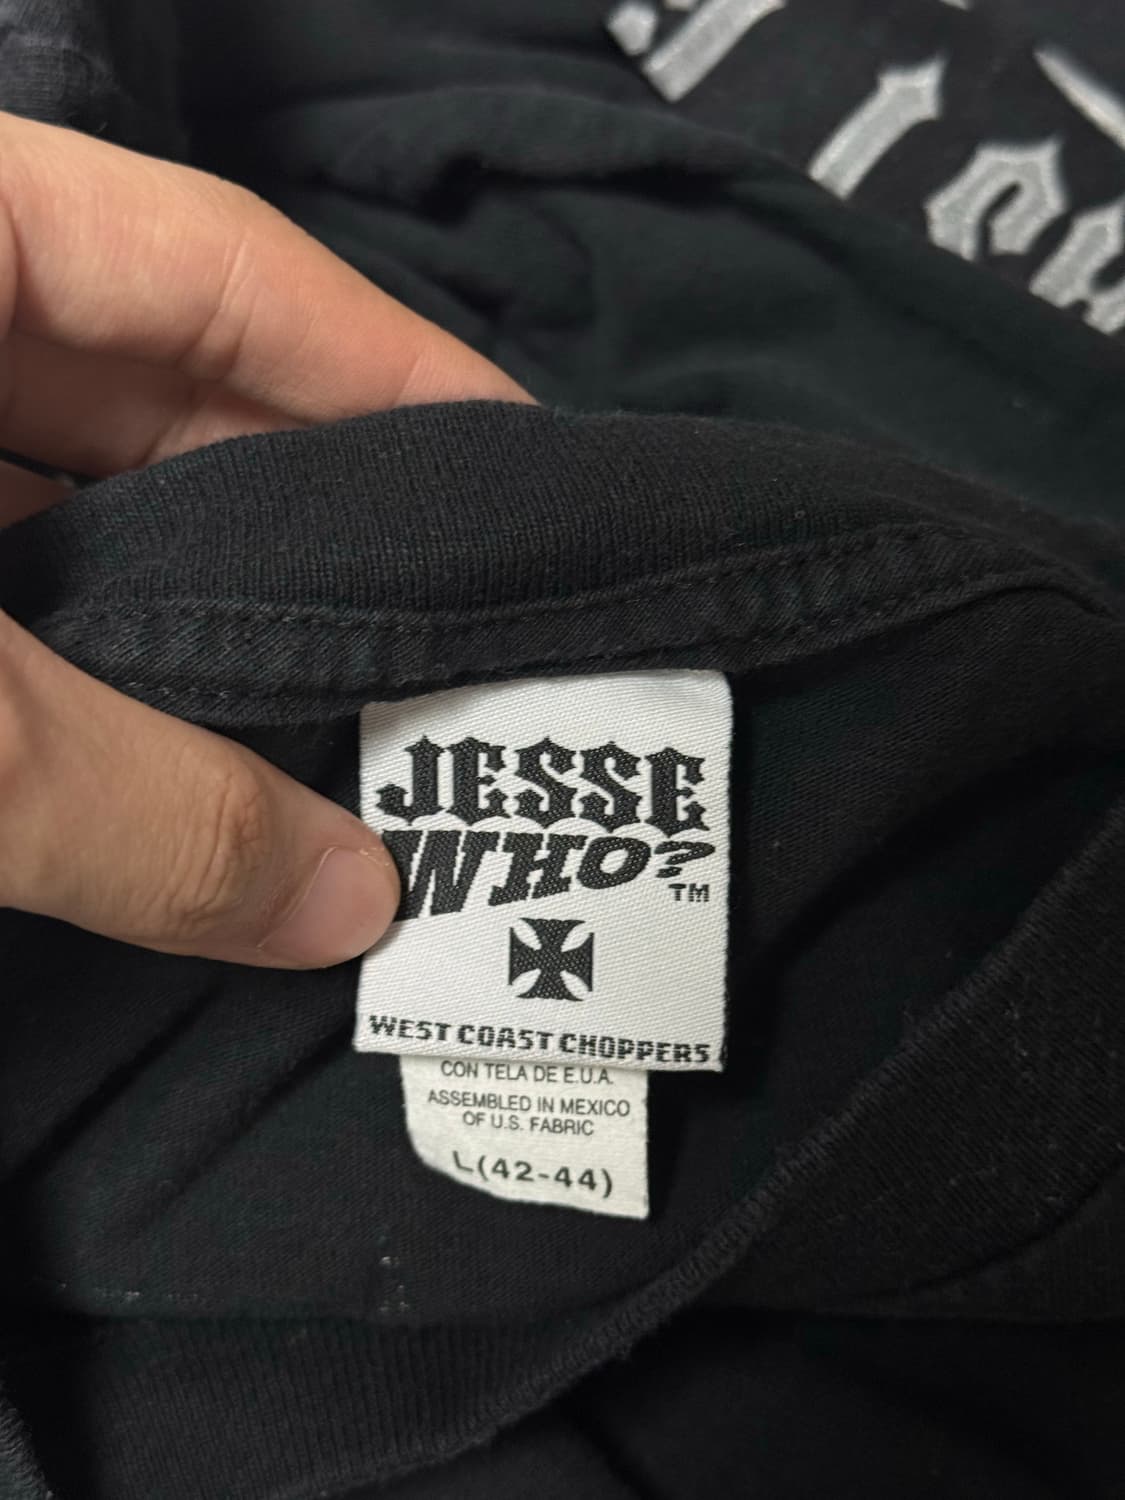 JESSE
WHO?
TM
WEST COAST CHOPPERS
CON TELA DE E.U.A.
ASSEMBLED IN MEXICO
OF U.S. FABRIC
L(42-44)